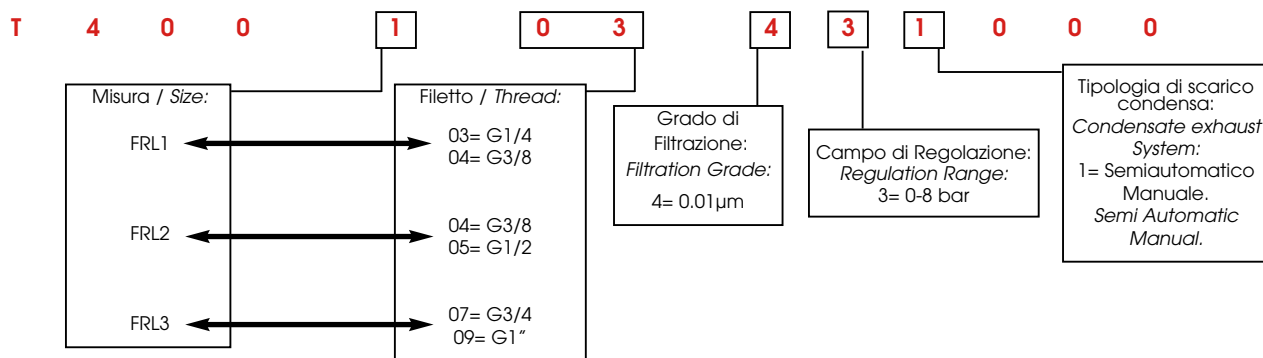 T 4 0 0 1 0 3 4 3 1 0 0 0
Misura / Size:
FRL1
FRL2
FRL3
Filetto / Thread:
03= G1/4
04= G3/8
04= G3/8
05= G1/2
07= G3/4
09= G1”
Grado di
Filtrazione:
Filtration Grade:
4= 0.01µm
Campo di Regolazione:
Regulation Range:
3= 0-8 bar
Tipologia di scarico
condensa:
Condensate exhaust
System:
1= Semiautomatico
Manuale.
Semi Automatic
Manual.